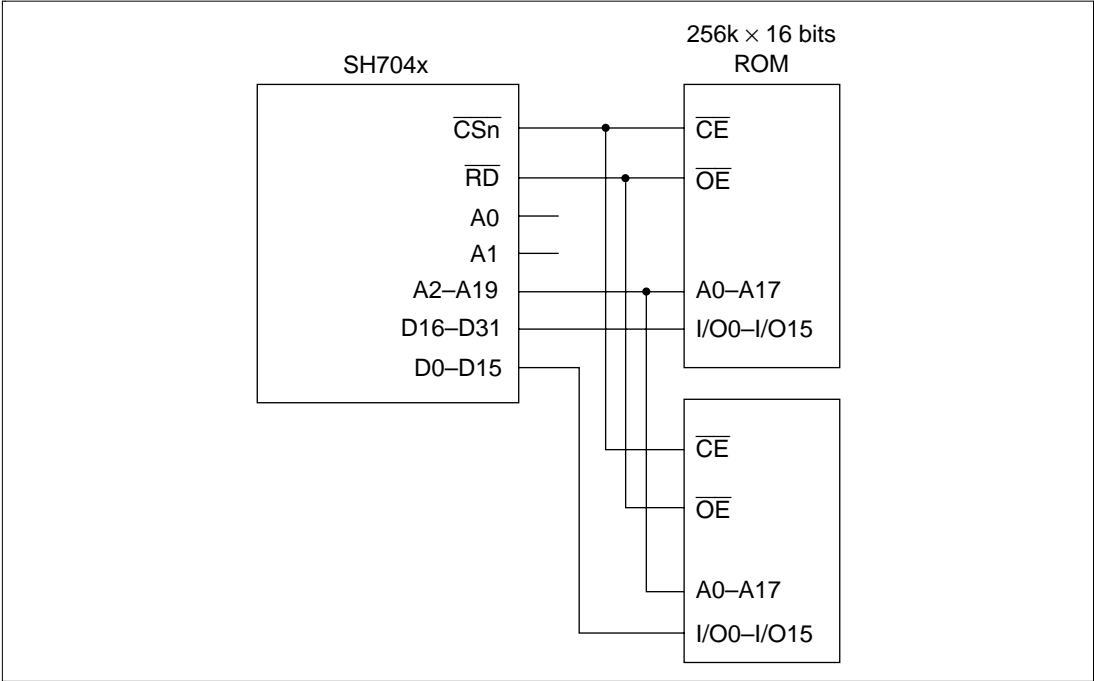 256k × 16 bits
ROM
SH704x
CSn
RD
A0
A1
A2–A19
D16–D31
D0–D15
CE
OE
A0–A17
I/O0–I/O15
CE
OE
A0–A17
I/O0–I/O15